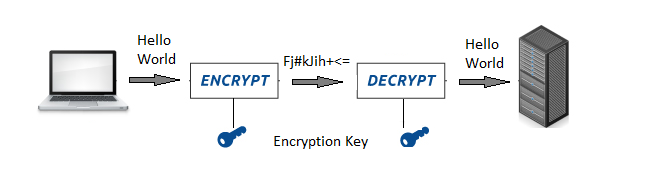 Hello
World
ENCRYPT
Fj#kJih+<=
DECRYPT
Hello
World
Encryption Key